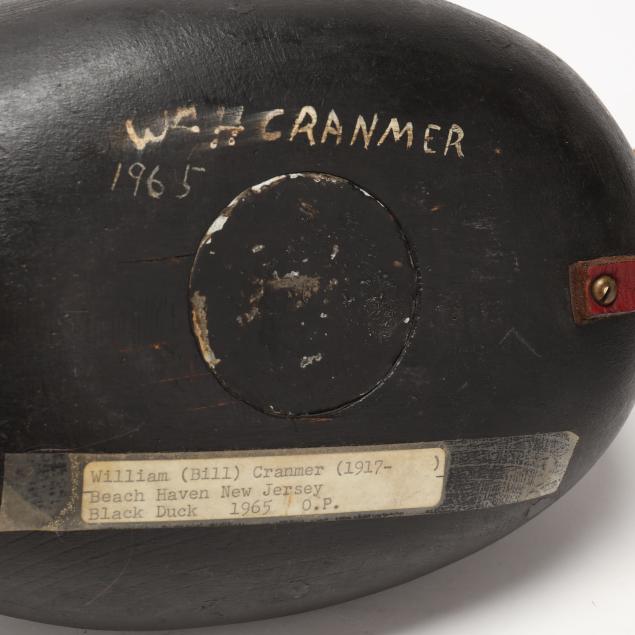 Wm H CRANMER
1965
William (Bill) Cranmer (1917- )
Beach Haven New Jersey
Black Duck 1965 O.P.